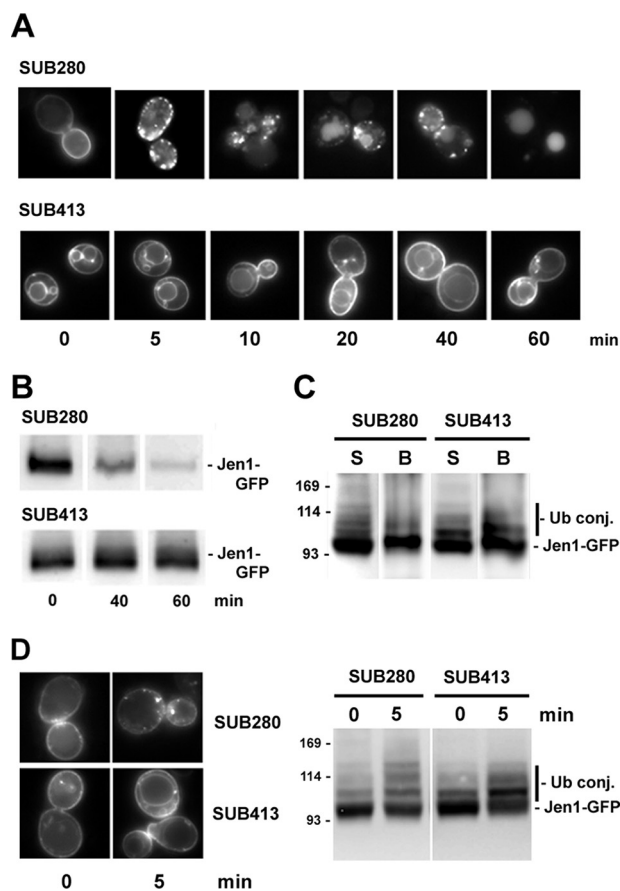 A
SUB280
SUB413
0 5 10 20 40 60 min
B
SUB280
- Jen1-
GFP
SUB413
- Jen1-
GFP
0 40 60 min
C
SUB280 SUB413
S B S B
169 -
114 -
- Ub conj.
- Jen1-GFP
93 -
D
SUB280
SUB413
0 5 min
SUB280 SUB413
0 5 0 5 min
169 -
114 -
- Ub conj.
- Jen1-GFP
93 -